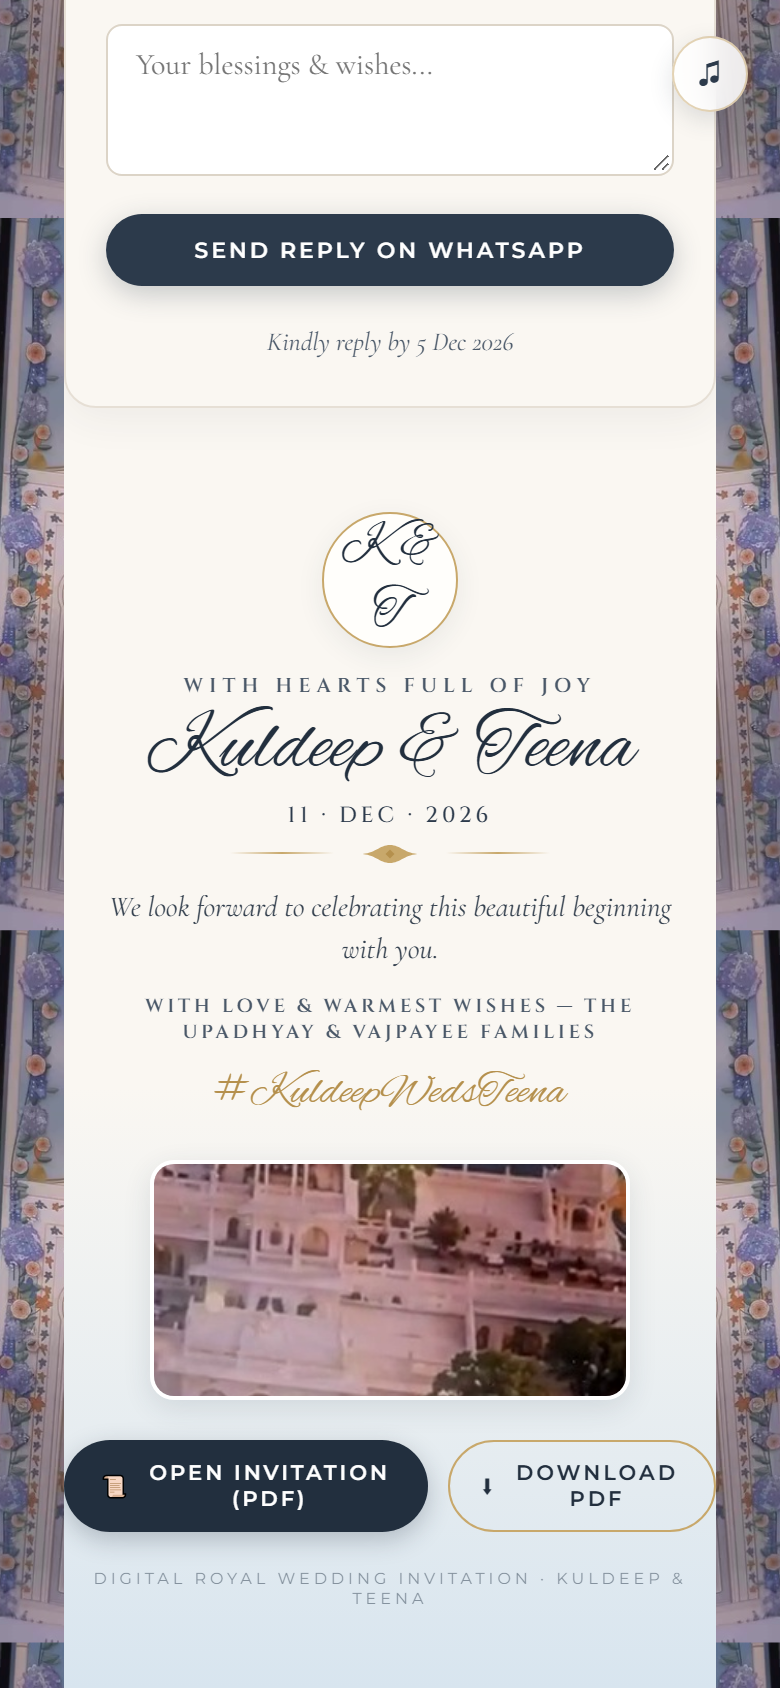 Your blessings & wishes...
SEND REPLY ON WHATSAPP
Kindly reply by 5 Dec 2026
K &
T
WITH HEARTS FULL OF JOY
Kuldeep & Teena
11 · DEC · 2026
We look forward to celebrating this beautiful beginning
with you.
WITH LOVE & WARMEST WISHES — THE
UPADHYAY & VAJPAYEE FAMILIES
#KuldeepWedsTeena
OPEN INVITATION
(PDF)
DOWNLOAD
PDF
DIGITAL ROYAL WEDDING INVITATION · KULDEEP &
TEENA